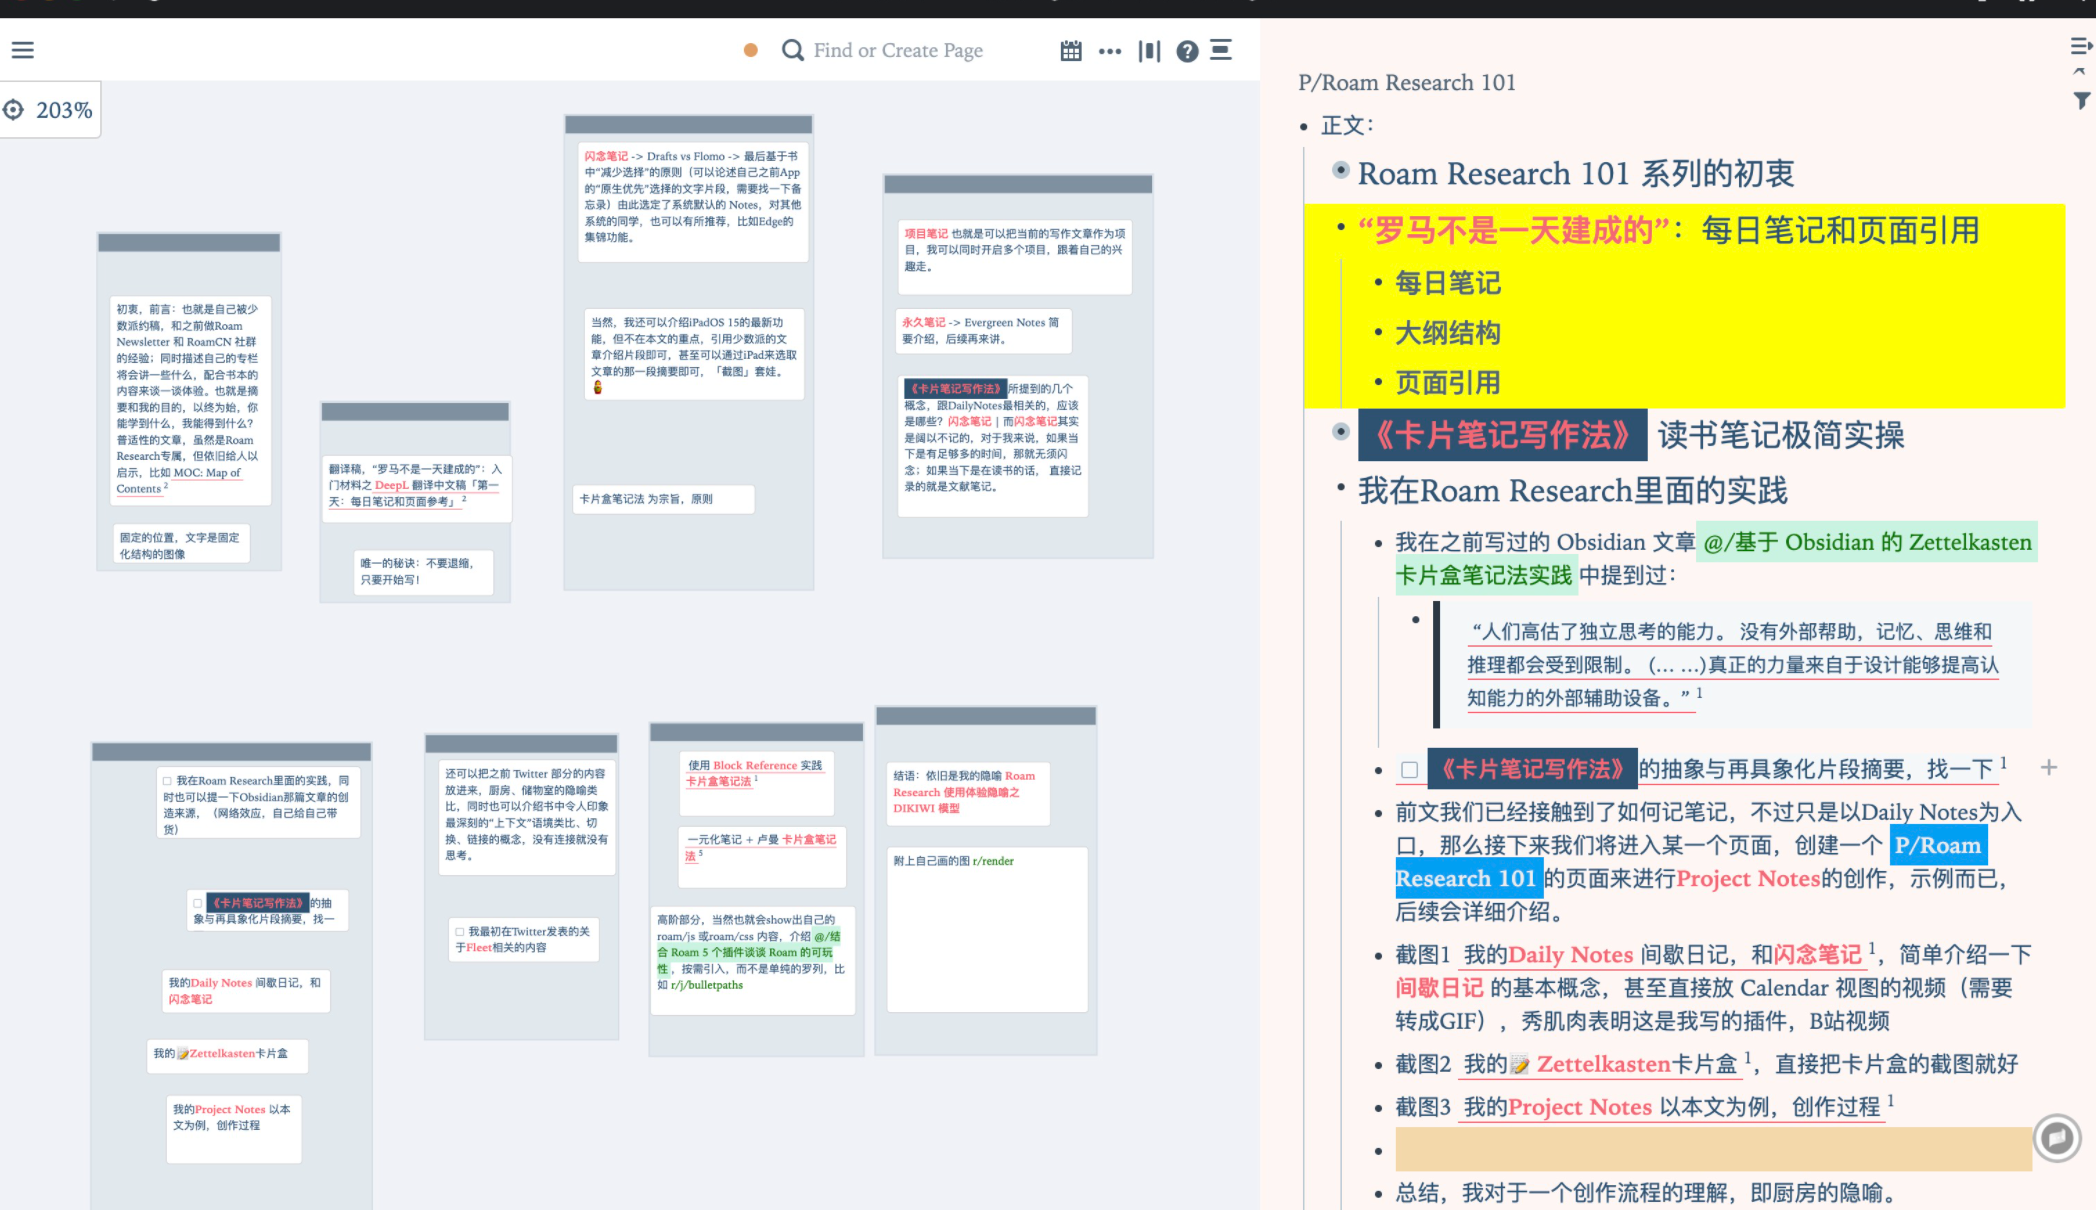 Find or Create Page
203%
初衷，前言：也就是自己被少
数派约稿，和之前做Roam
Newsletter 和 RoamCN 社群
的经验；同时描述自己的专栏
将会讲一些什么，配合书本的
内容来谈一谈体验。也就是摘
要和我的目的，以终为始，你
能学到什么，我能得到什么？
普适性的文章，虽然是Roam
Research专属，但依旧给人以
启示，比如 MOC: Map of
Contents 2
固定的位置，文字是固定
化结构的图像
翻译稿，“罗马不是一天建成的”：入
门材料之 DeepL 翻译中文稿「第一
天：每日笔记和页面参考」 2
唯一的秘诀：不要退缩，
只要开始写！
闪念笔记 -> Drafts vs Flomo -> 最后基于书
中“减少选择”的原则（可以论述自己之前App
的“原生优先”选择的文字片段，需要找一下备
忘录）由此选定了系统默认的 Notes，对其他
系统的同学，也可以有所推荐，比如Edge的
集锦功能。
当然，我还可以介绍iPadOS 15的最新功
能，但不在本文的重点，引用少数派的文
章介绍片段即可，甚至可以通过iPad来选取
文章的那一段摘要即可，「截图」套娃。
卡片盒笔记法 为宗旨，原则
项目笔记 也就是可以把当前的写作文章作为项
目，我可以同时开启多个项目，跟着自己的兴
趣走。
永久笔记 -> Evergreen Notes 简
要介绍，后续再来讲。
《卡片笔记写作法》所提到的几个
概念，跟DailyNotes最相关的，应该
是哪些？闪念笔记 | 而闪念笔记其实
是阔以不记的，对于我来说，如果当
下是有足够多的时间，那就无须闪
念；如果当下是在读书的话， 直接记
录的就是文献笔记。
我在Roam Research里面的实践，同
时也可以提一下Obsidian那篇文章的创
造来源，（网络效应，自己给自己带
货）
《卡片笔记写作法》的抽
象与再具象化片段摘要，找一
我的Daily Notes 间歇日记，和
闪念笔记
我的📝Zettelkasten卡片盒
我的Project Notes 以本
文为例，创作过程
还可以把之前 Twitter 部分的内容
放进来，厨房、储物室的隐喻类
比，同时也可以介绍书中令人印象
最深刻的“上下文”语境类比、切
换、链接的概念，没有连接就没有
思考。
我最初在Twitter发表的关
于Fleet相关的内容
使用 Block Reference 实践
卡片盒笔记法 1
一元化笔记 + 卢曼 卡片盒笔记
法 5
高阶部分，当然也就会show出自己的
roam/js 或roam/css 内容，介绍 @/结
合 Roam 5 个插件谈谈 Roam 的可玩
性 ，按需引入，而不是单纯的罗列，比
如 r/j/bulletpaths
结语：依旧是我的隐喻 Roam
Research 使用体验隐喻之
DIKIWI 模型
附上自己画的图 r/render
P/Roam Research 101
正文：
Roam Research 101 系列的初衷
“罗马不是一天建成的”：每日笔记和页面引用
每日笔记
大纲结构
页面引用
《卡片笔记写作法》 读书笔记极简实操
我在Roam Research里面的实践
我在之前写过的 Obsidian 文章 @/基于 Obsidian 的 Zettelkasten
卡片盒笔记法实践 中提到过：
“人们高估了独立思考的能力。 没有外部帮助，记忆、思维和
推理都会受到限制。 (... ...)真正的力量来自于设计能够提高认
知能力的外部辅助设备。” 1
《卡片笔记写作法》的抽象与再具象化片段摘要，找一下 1
前文我们已经接触到了如何记笔记，不过只是以Daily Notes为入
口，那么接下来我们将进入某一个页面，创建一个 P/Roam
Research 101 的页面来进行Project Notes的创作，示例而已，
后续会详细介绍。
截图1 我的Daily Notes 间歇日记，和闪念笔记 1，简单介绍一下
间歇日记 的基本概念，甚至直接放 Calendar 视图的视频（需要
转成GIF），秀肌肉表明这是我写的插件，B站视频
截图2 我的📝 Zettelkasten卡片盒 1，直接把卡片盒的截图就好
截图3 我的Project Notes 以本文为例，创作过程 1
总结，我对于一个创作流程的理解，即厨房的隐喻。